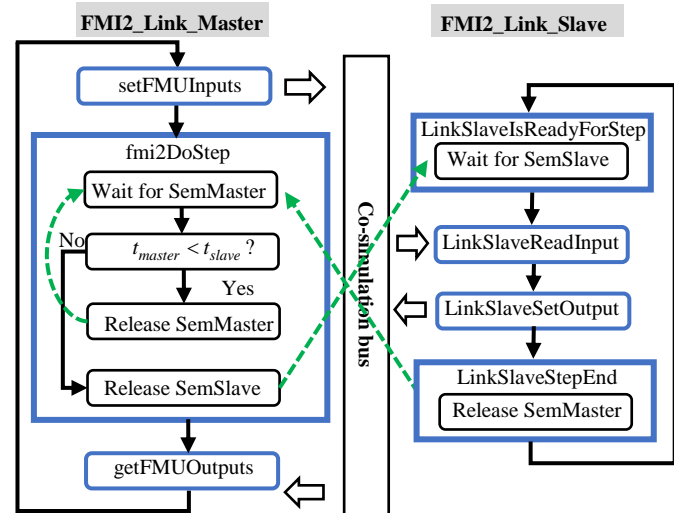 FMI2_Link_Master
setFMUInputs
fmi2DoStep
Wait for SemMaster
No
t_master < t_slave ?
Yes
Release SemMaster
Release SemSlave
getFMUOutputs
Co-simulation bus
FMI2_Link_Slave
LinkSlaveIsReadyForStep
Wait for SemSlave
LinkSlaveReadInput
LinkSlaveSetOutput
LinkSlaveStepEnd
Release SemMaster